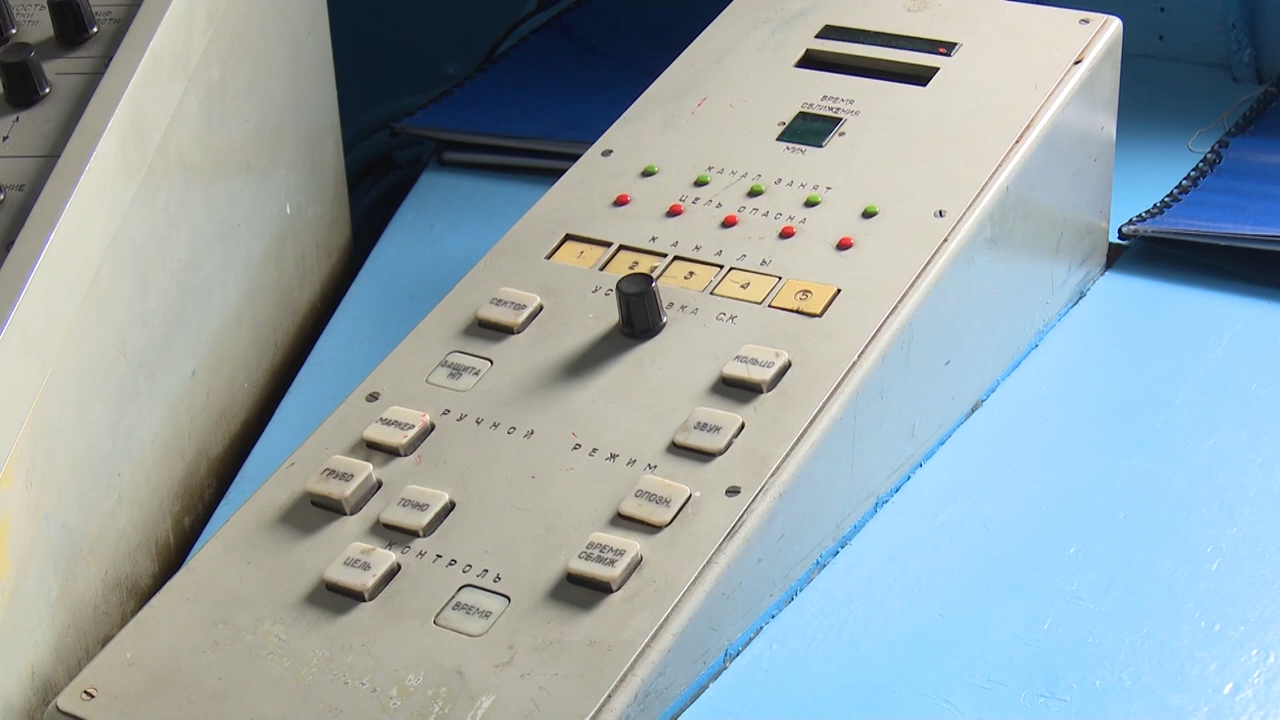 ВРЕМЯ
СБЛИЖЕНИЯ
МИН.
КАНАЛ ЗАНЯТ
ЦЕЛЬ ОПАСНА
КАНАЛЫ
1 2 3 4 5
С.К.
СЕКТОР
КОЛЬЦО
ЗАЩИТА
НП
РУЧНОЙ РЕЖИМ
МАРКЕР
ЗВУК
ГРУБО
ТОЧНО
ОПОЗН.
КОНТРОЛЬ
ЦЕЛЬ
ВРЕМЯ
СБЛИЖ
ВРЕМЯ